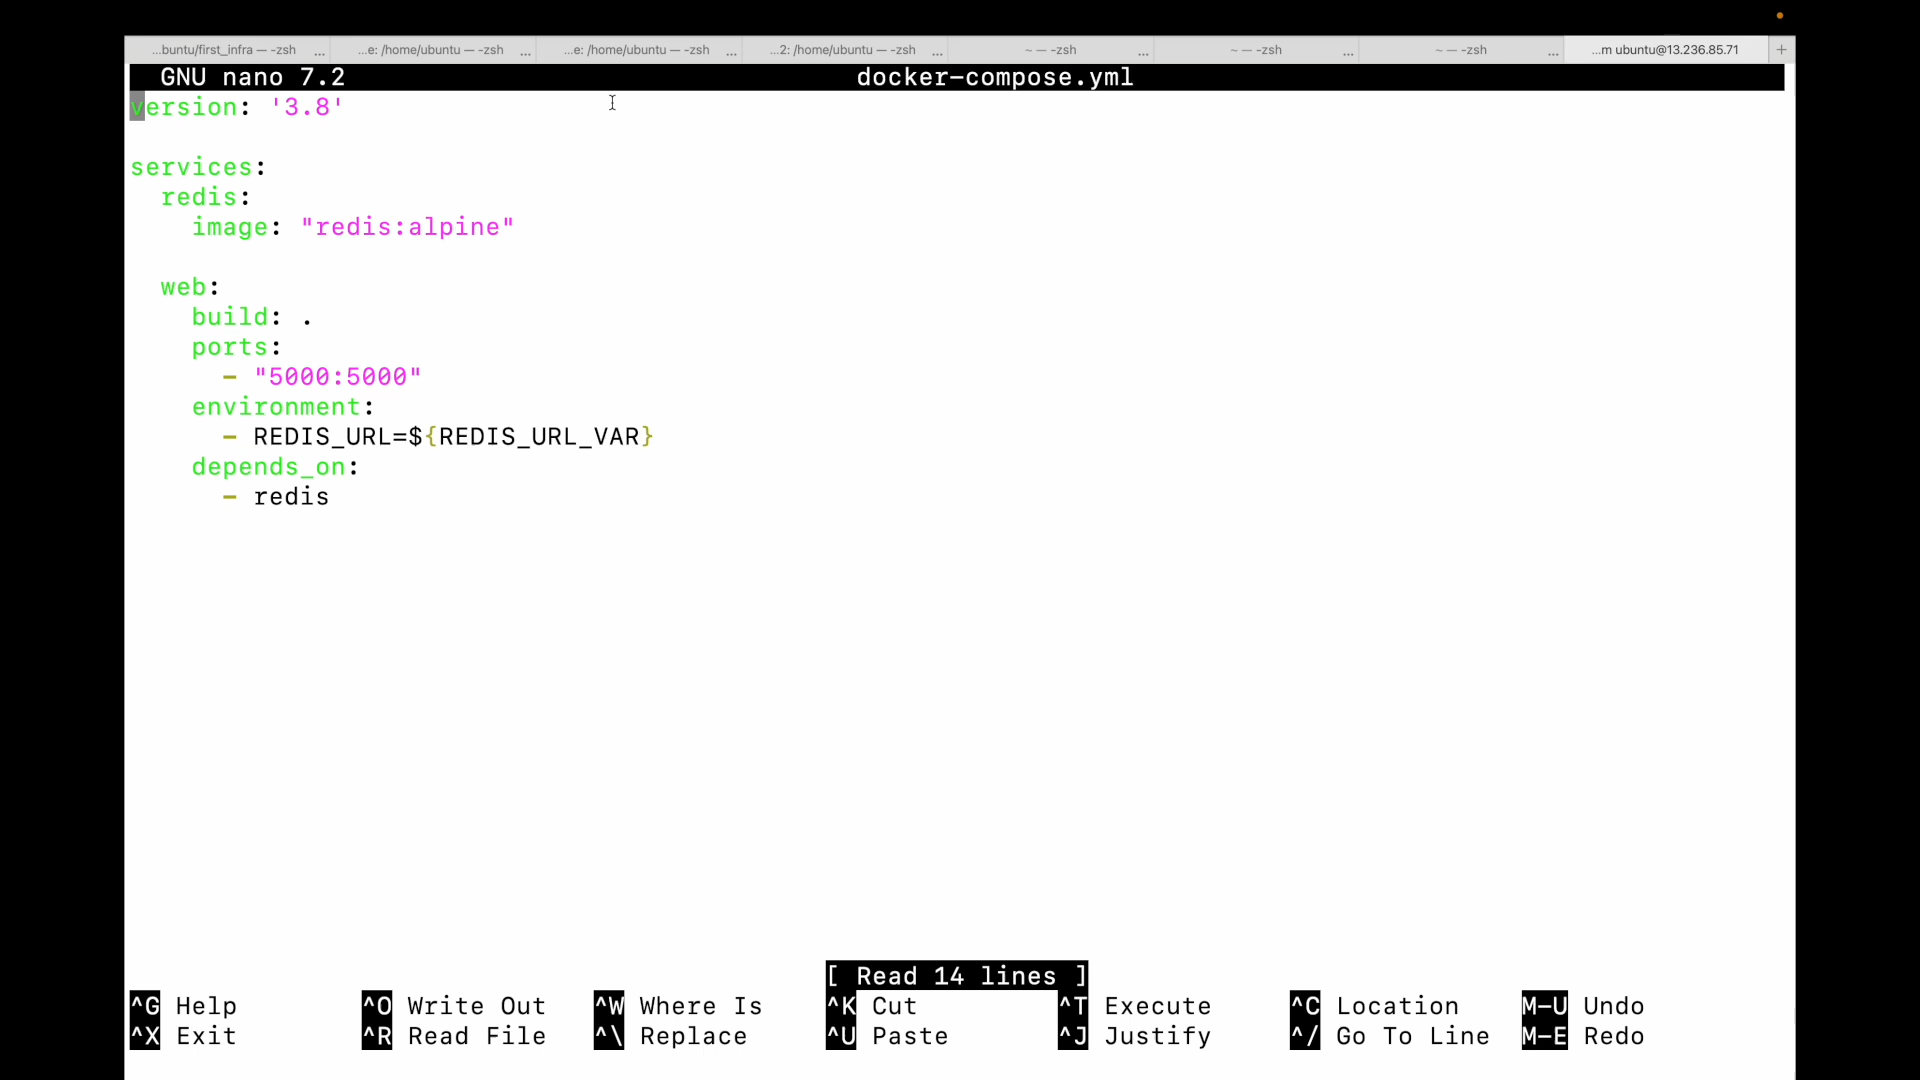 ...buntu/first_infra — -zsh ... ...e: /home/ubuntu — -zsh ... ...e: /home/ubuntu — -zsh ... ...2: /home/ubuntu — -zsh ... ~ — -zsh ... ~ — -zsh ... ~ — -zsh ... ...m ubuntu@13.236.85.71 +
GNU nano 7.2 docker-compose.yml
version: '3.8'
services:
  redis:
    image: "redis:alpine"
  web:
    build: .
    ports:
      - "5000:5000"
    environment:
      - REDIS_URL=${REDIS_URL_VAR}
    depends_on:
      - redis
[ Read 14 lines ]
^G Help ^O Write Out ^W Where Is ^K Cut ^T Execute ^C Location M-U Undo
^X Exit ^R Read File ^\ Replace ^U Paste ^J Justify ^/ Go To Line M-E Redo